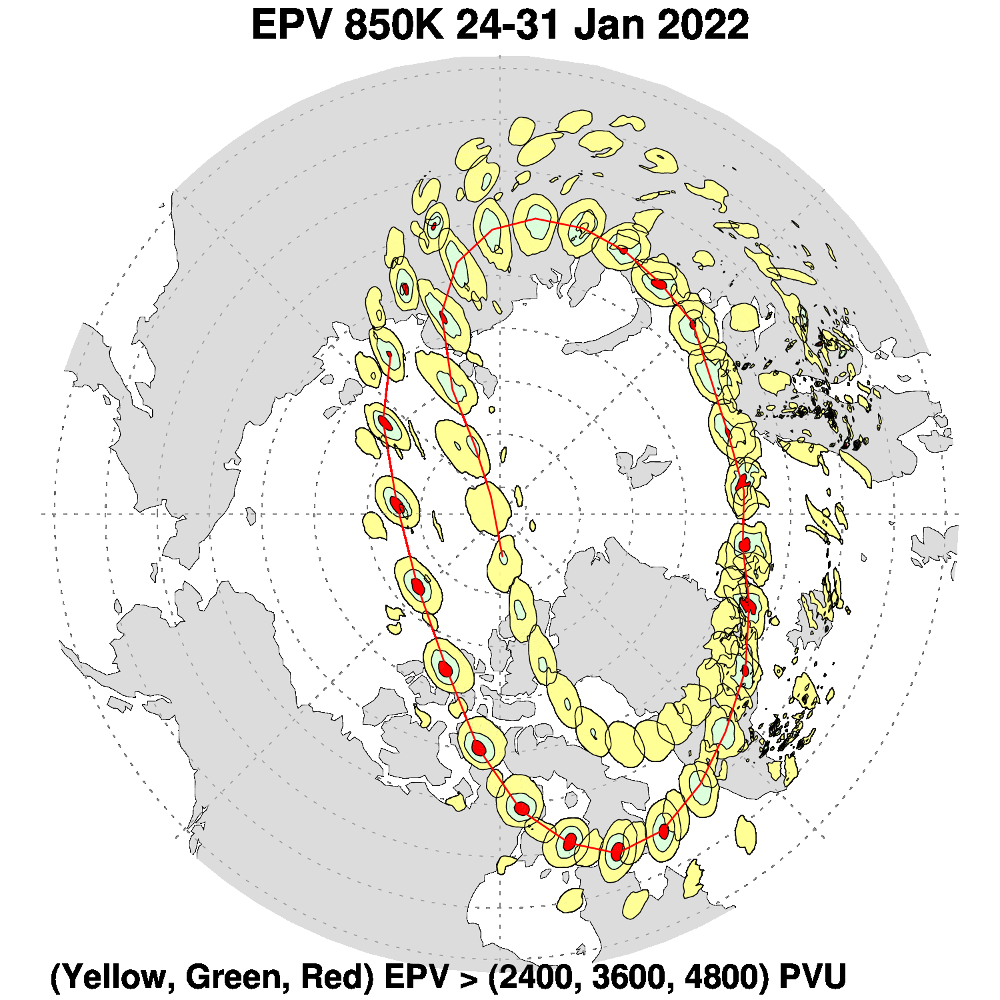 EPV 850K 24-31 Jan 2022
(Yellow, Green, Red) EPV > (2400, 3600, 4800) PVU